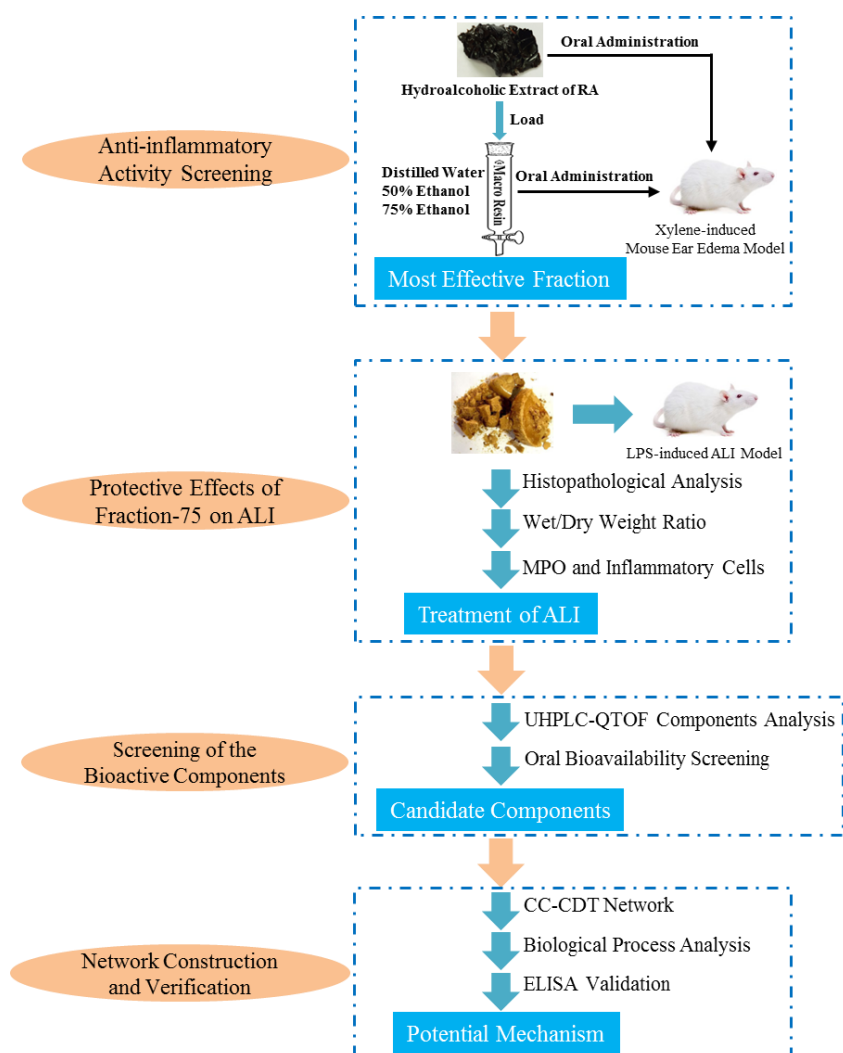 Oral Administration
Hydroalcoholic Extract of RA
Load
Anti-inflammatory
Activity Screening
Distilled Water
50% Ethanol
75% Ethanol
Macro Resin
Oral Administration
Xylene-induced
Mouse Ear Edema Model
Most Effective Fraction
LPS-induced ALI Model
Protective Effects of
Fraction-75 on ALI
Histopathological Analysis
Wet/Dry Weight Ratio
MPO and Inflammatory Cells
Treatment of ALI
Screening of the
Bioactive Components
UHPLC-QTOF Components Analysis
Oral Bioavailability Screening
Candidate Components
Network Construction
and Verification
CC-CDT Network
Biological Process Analysis
ELISA Validation
Potential Mechanism